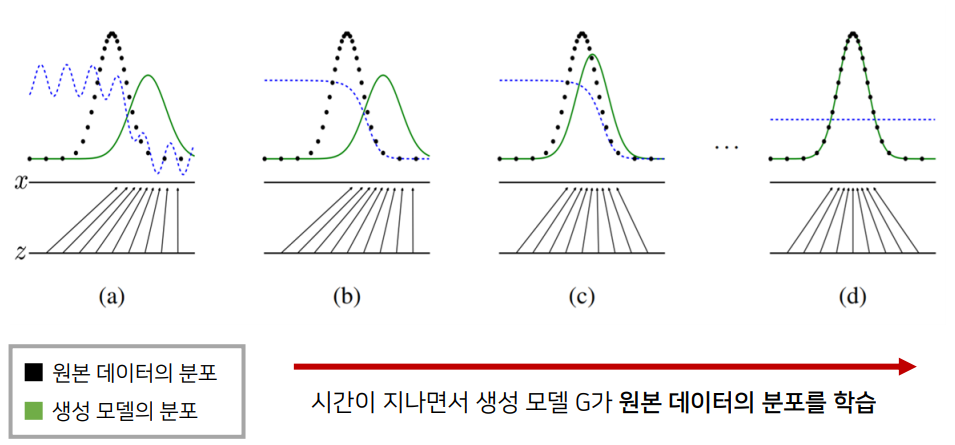 x
z
...
(a) (b) (c) (d)
원본 데이터의 분포
생성 모델의 분포
시간이 지나면서 생성 모델 G가 원본 데이터의 분포를 학습